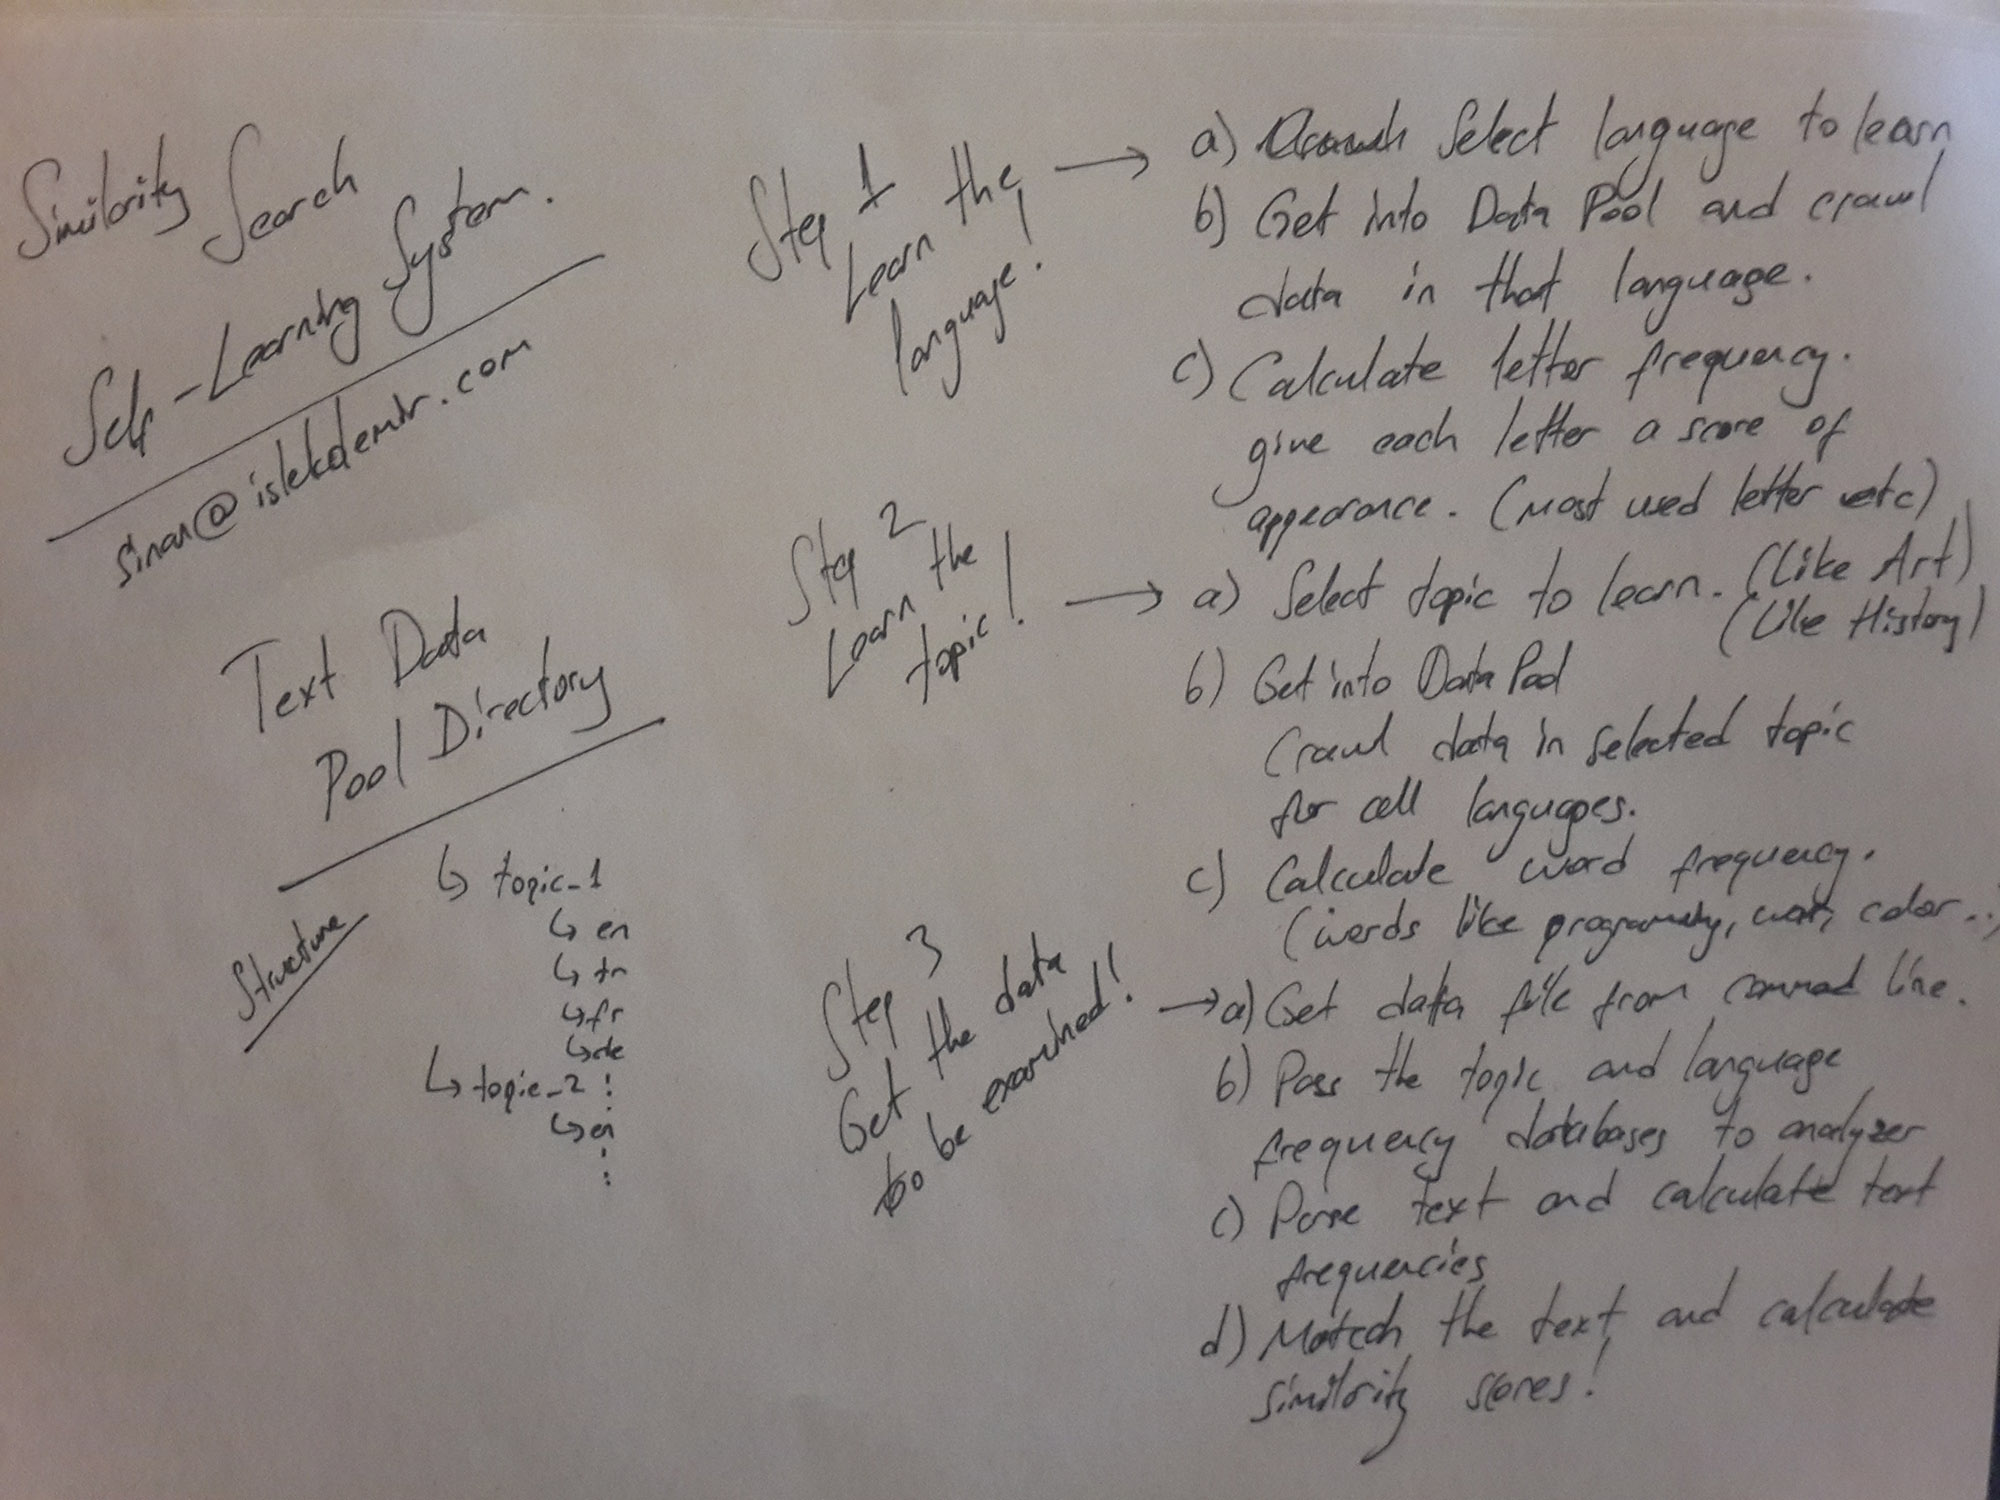 Similarity Search
Self-Learning System.
sinan@islekdemir.com
Text Data
Pool Directory
Structure
↳ topic_1
↳ en
↳ tr
↳ fr
↳ de
:
↳ topic_2
↳ en
:
Step 1
Learn the
language!
→ a) Select language to learn
b) Get into Data Pool and crawl
data in that language.
c) Calculate letter frequency.
give each letter a score of
appearance. (most used letter etc)
Step 2
Learn the
topic!
→ a) Select topic to learn. (Like Art)
(Like History)
b) Get into Data Pool
Crawl data in selected topic
for all languages.
c) Calculate word frequency.
(words like programming, war, color..)
Step 3
Get the data
to be examined!
→ a) Get data file from command line.
b) Pass the topic and language
frequency databases to analyzer
c) Parse text and calculate text
frequencies
d) Match the text and calculate
similarity scores!